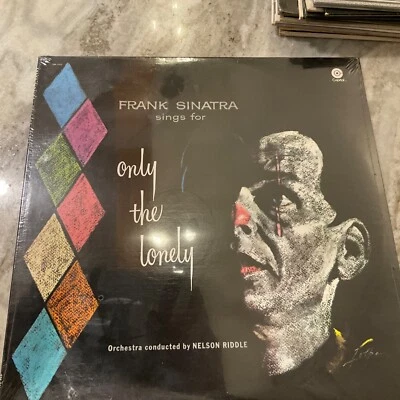 FRANK SINATRA
sings for
only
the
lonely
Orchestra conducted by NELSON RIDDLE